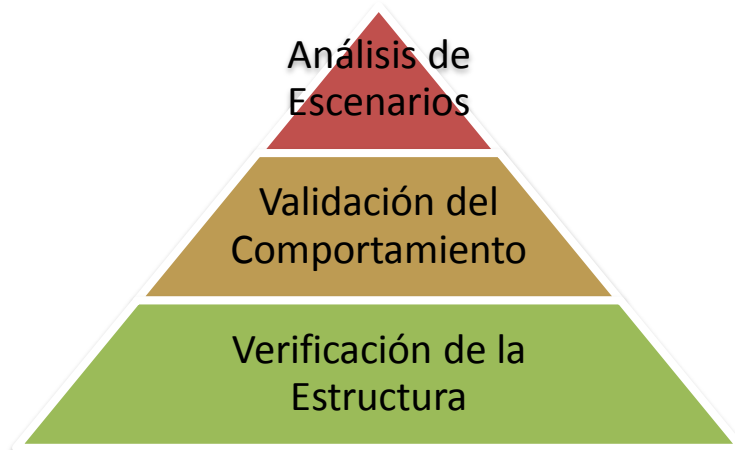 Análisis de
Escenarios
Validación del
Comportamiento
Verificación de la
Estructura